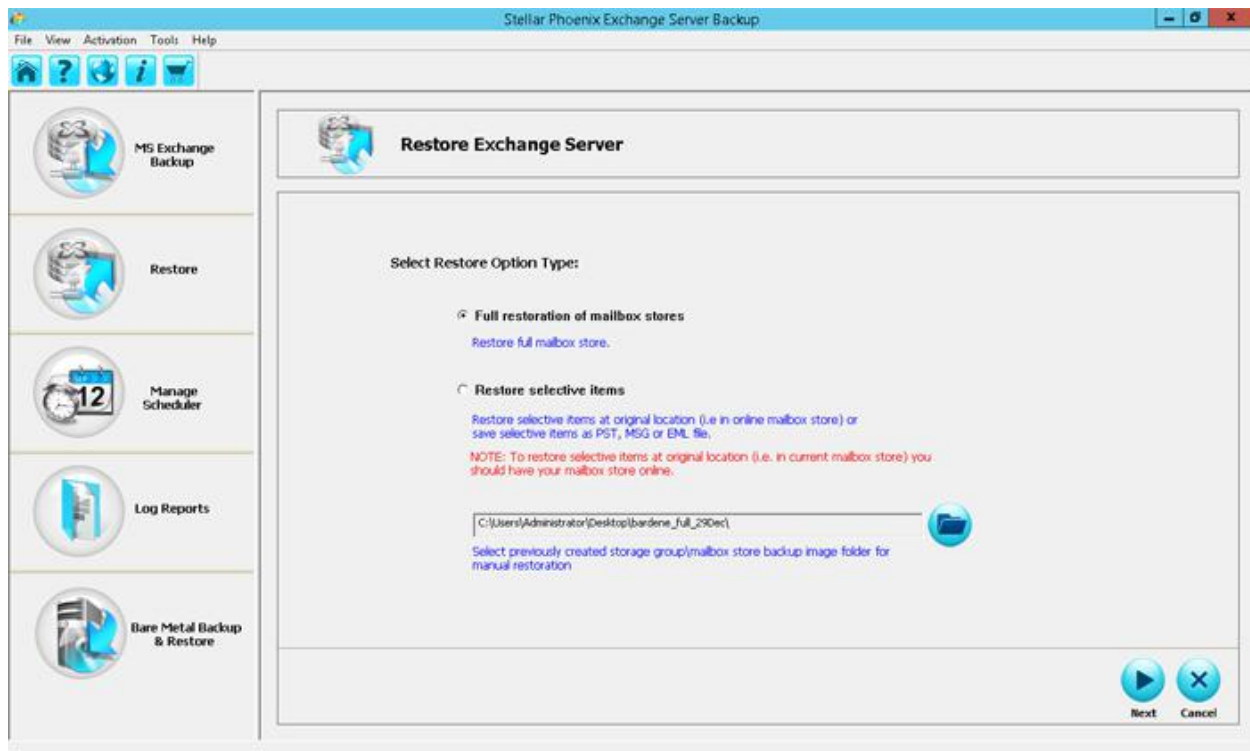 Stellar Phoenix Exchange Server Backup
File View Activation Tools Help
MS Exchange
Backup
Restore
Manage
Scheduler
12
Log Reports
Bare Metal Backup
& Restore
Restore Exchange Server
Select Restore Option Type:
Full restoration of mailbox stores
Restore full mailbox store.
Restore selective items
Restore selective items at original location (i.e in online mailbox store) or
save selective items as PST, MSG or EML file.
NOTE: To restore selective items at original location (i.e. in current mailbox store) you
should have your mailbox store online.
C:\Users\Administrator\Desktop\bardene_full_29Dec\
Select previously created storage group\mailbox store backup image folder for
manual restoration
Next Cancel